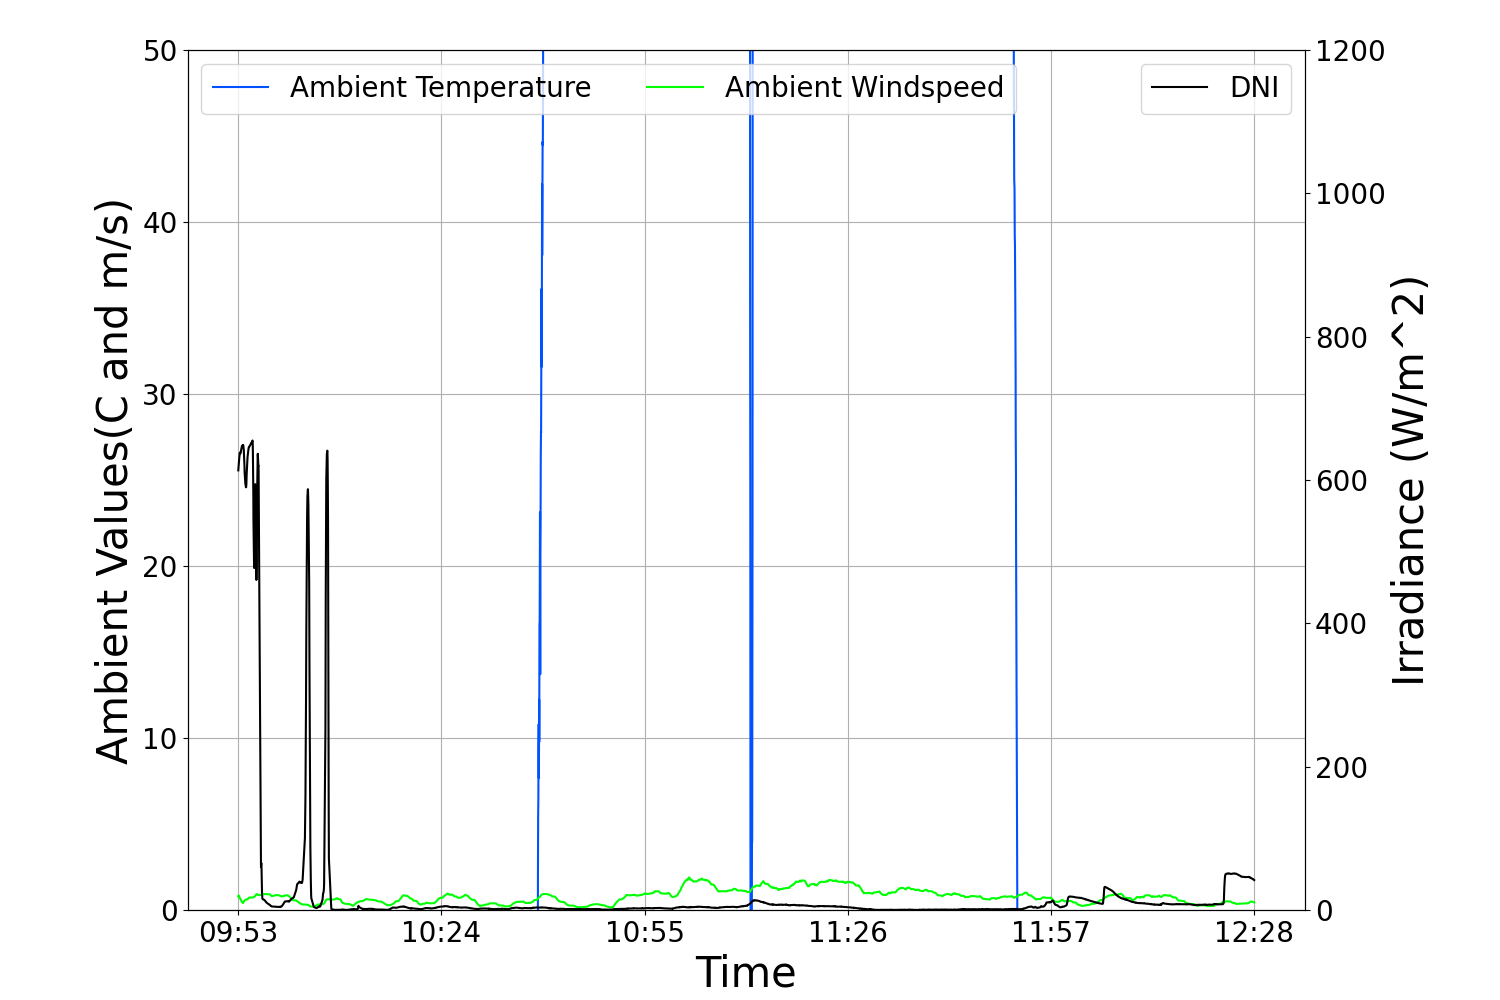 Ambient Temperature Ambient Windspeed DNI
Ambient Values(C and m/s)
50
40
30
20
10
0
1200
1000
800
600
400
200
0
Irradiance (W/m^2)
09:53 10:24 10:55 11:26 11:57 12:28
Time